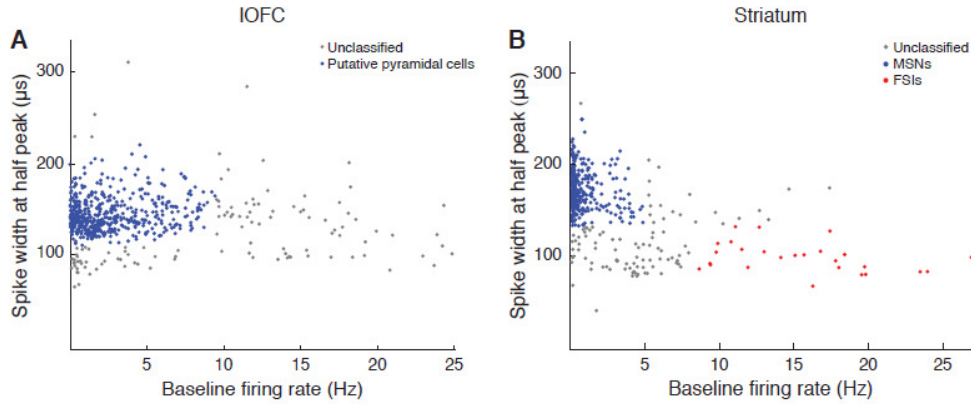 lOFC
A
Unclassified
Putative pyramidal cells
Spike width at half peak (μs)
300
200
100
5
10
15
20
25
Baseline firing rate (Hz)
Striatum
B
Unclassified
MSNs
FSIs
Spike width at half peak (μs)
300
200
100
5
10
15
20
25
Baseline firing rate (Hz)